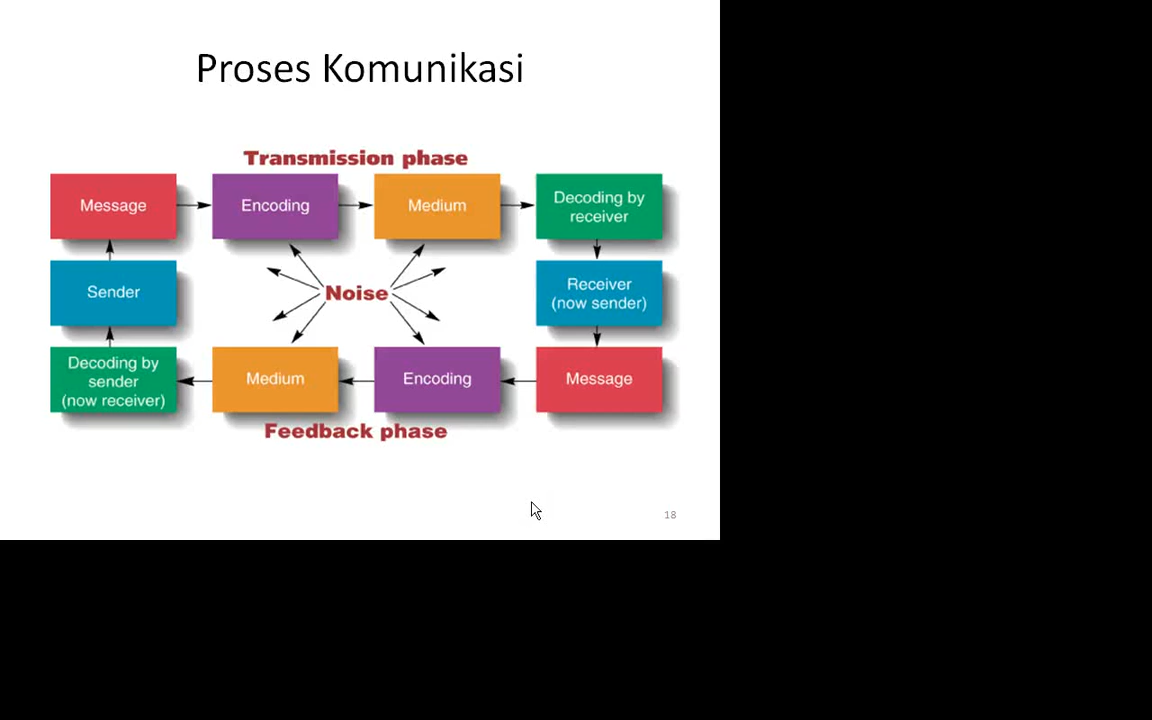 Proses Komunikasi
Transmission phase
Message
Encoding
Medium
Decoding by
receiver
Sender
Noise
Receiver
(now sender)
Decoding by
sender
(now receiver)
Medium
Encoding
Message
Feedback phase
18